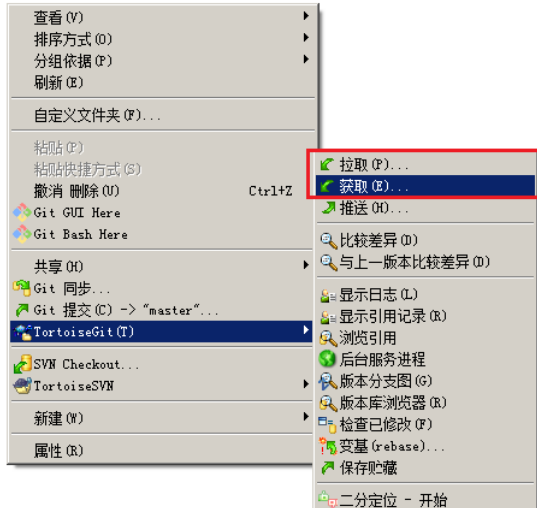 查看(V)
排序方式(O)
分组依据(P)
刷新(E)
自定义文件夹(F)...
粘贴(P)
粘贴快捷方式(S)
撤消 删除(U) Ctrl+Z
Git GUI Here
Git Bash Here
共享(H)
Git 同步...
Git 提交(C) -> "master"...
TortoiseGit(T)
SVN Checkout...
TortoiseSVN
新建(W)
属性(R)
拉取(P)...
获取(E)...
推送(H)...
比较差异(D)
与上一版本比较差异(D)
显示日志(L)
显示引用记录(R)
浏览引用
后台服务进程
版本分支图(G)
版本库浏览器(R)
检查已修改(F)
变基(rebase)...
保存贮藏
二分定位 - 开始